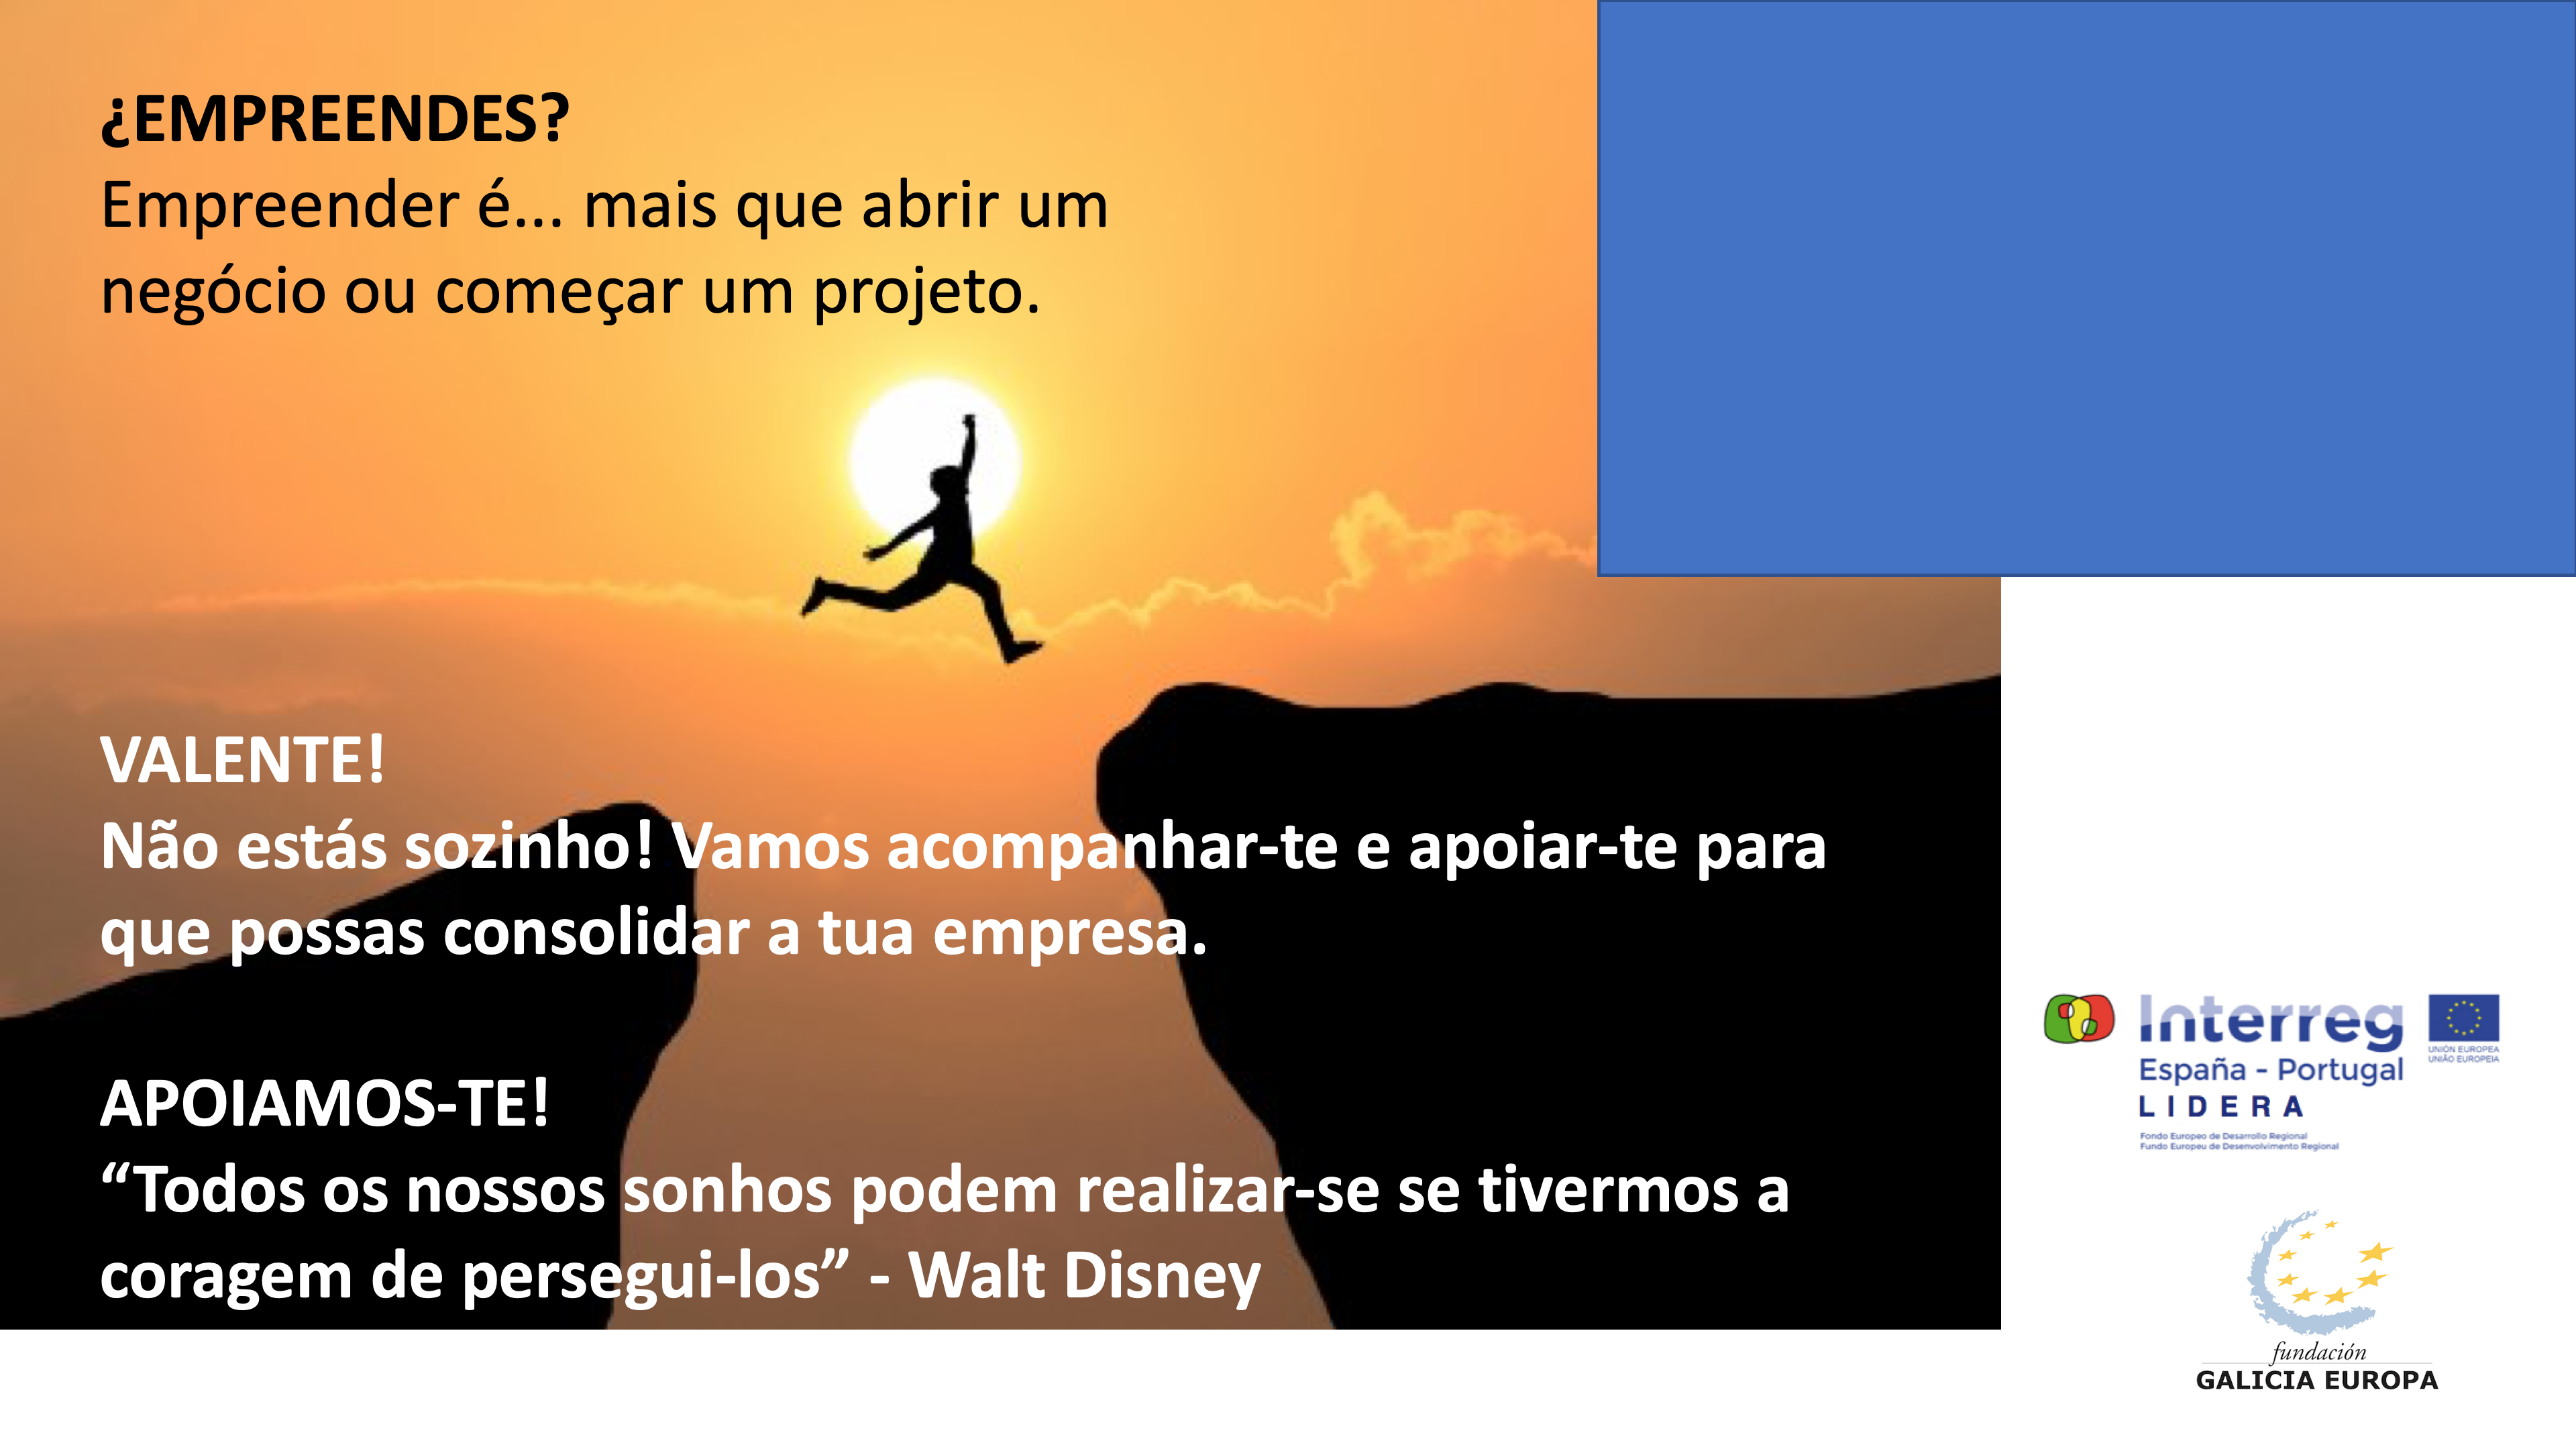 ¿EMPREENDES?
Empreender é... mais que abrir um
negócio ou começar um projeto.
VALENTE!
Não estás sozinho! Vamos acompanhar-te e apoiar-te para
que possas consolidar a tua empresa.
APOIAMOS-TE!
“Todos os nossos sonhos podem realizar-se se tivermos a
coragem de persegui-los” - Walt Disney
Interreg
España - Portugal
LIDERA
Fondo Europeo de Desarrollo Regional
Fundo Europeu de Desenvolvimento Regional
UNIÓN EUROPEA
UNIÃO EUROPEIA
fundación
GALICIA EUROPA